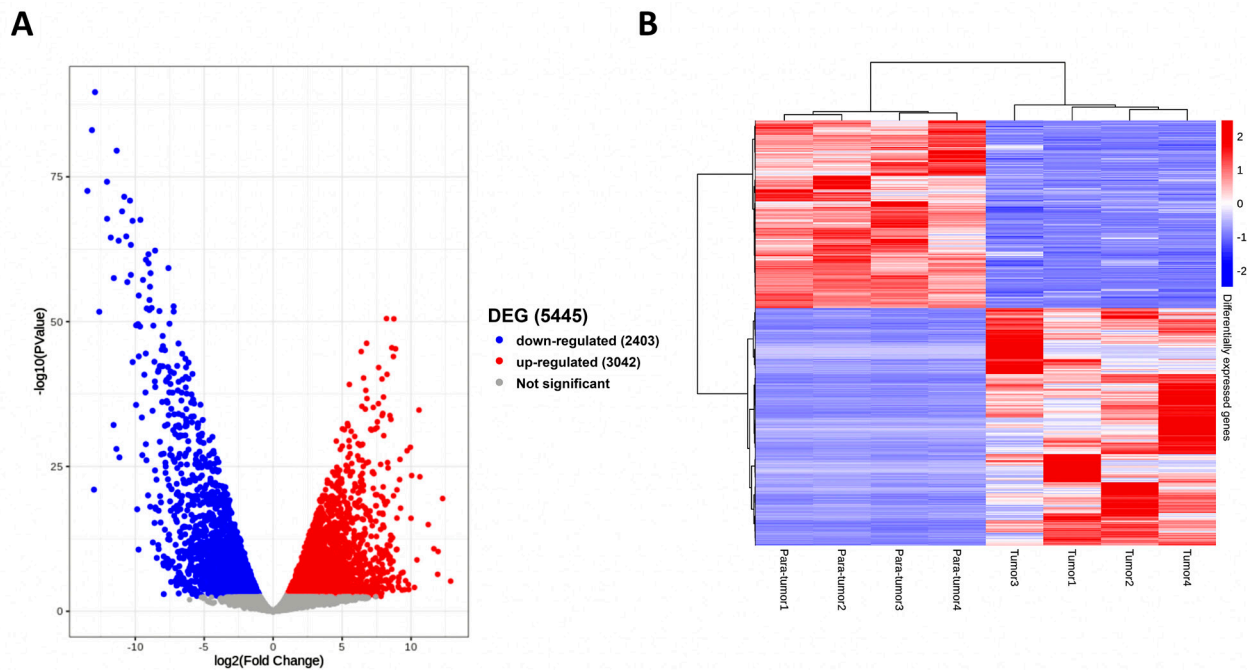 A
B
-log10(PValue)
75
50
25
0
-10
-5
0
5
10
log2(Fold Change)
DEG (5445)
down-regulated (2403)
up-regulated (3042)
Not significant
2
1
0
-1
-2
Differentially expressed genes
Para-tumor1
Para-tumor2
Para-tumor3
Para-tumor4
Tumor3
Tumor1
Tumor2
Tumor4